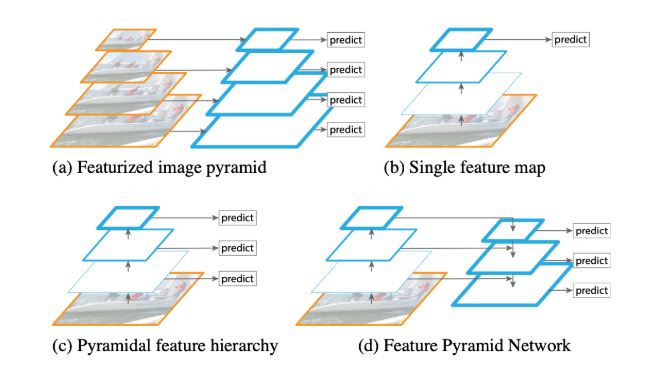 predict
predict
predict
predict
predict
(a) Featurized image pyramid
(b) Single feature map
predict
predict
predict
predict
predict
predict
(c) Pyramidal feature hierarchy
(d) Feature Pyramid Network